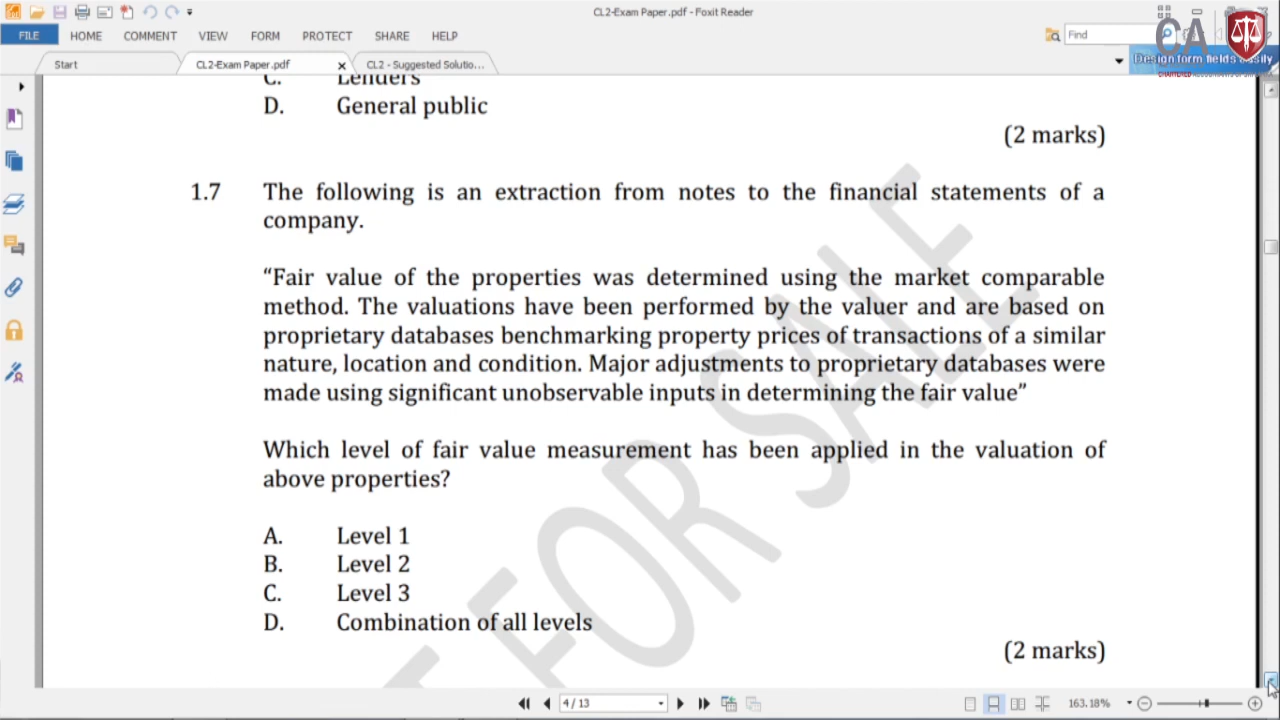 CL2-Exam Paper.pdf - Foxit Reader
FILE HOME COMMENT VIEW FORM PROTECT SHARE HELP
Find
CA
Design form fields easily
Start CL2-Exam Paper.pdf CL2 - Suggested Solutio...
C. Lenders
D. General public
(2 marks)
1.7 The following is an extraction from notes to the financial statements of a
company.
“Fair value of the properties was determined using the market comparable
method. The valuations have been performed by the valuer and are based on
proprietary databases benchmarking property prices of transactions of a similar
nature, location and condition. Major adjustments to proprietary databases were
made using significant unobservable inputs in determining the fair value”
Which level of fair value measurement has been applied in the valuation of
above properties?
A. Level 1
B. Level 2
C. Level 3
D. Combination of all levels
(2 marks)
FOR SALE
4 / 13
163.18%